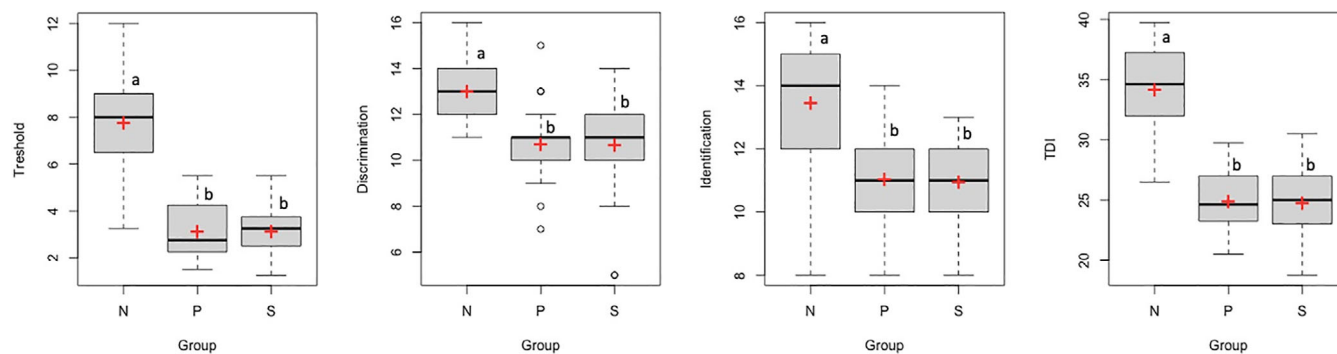 Treshold
12
10
8
6
4
2
a
b
b
N P S
Group
Discrimination
16
14
12
10
8
6
a
b
b
N P S
Group
Identification
16
14
12
10
8
a
b
b
N P S
Group
TDI
40
35
30
25
20
a
b
b
N P S
Group